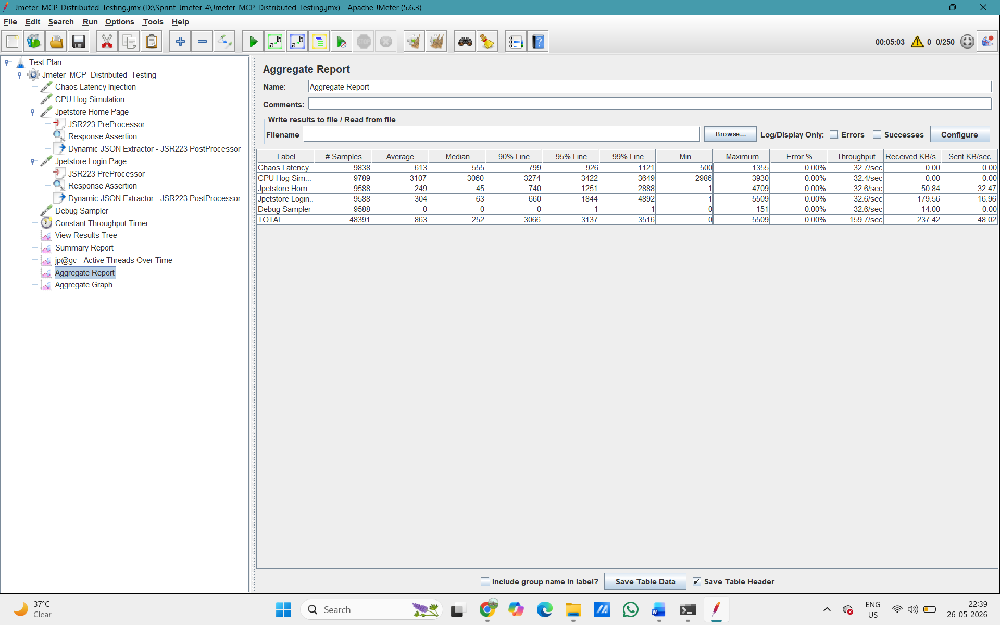 Jmeter_MCP_Distributed_Testing.jmx (D:\Sprint_Jmeter_4\Jmeter_MCP_Distributed_Testing.jmx) - Apache JMeter (5.6.3)
File Edit Search Run Options Tools Help
00:05:03 0 0/250
Test Plan
Jmeter_MCP_Distributed_Testing
Chaos Latency Injection
CPU Hog Simulation
Jpetstore Home Page
JSR223 PreProcessor
Response Assertion
Dynamic JSON Extractor - JSR223 PostProcessor
Jpetstore Login Page
JSR223 PreProcessor
Response Assertion
Dynamic JSON Extractor - JSR223 PostProcessor
Debug Sampler
Constant Throughput Timer
View Results Tree
Summary Report
jp@gc - Active Threads Over Time
Aggregate Report
Aggregate Graph
Aggregate Report
Name: Aggregate Report
Comments:
Write results to file / Read from file
Filename Browse... Log/Display Only: Errors Successes Configure
Label # Samples Average Median 90% Line 95% Line 99% Line Min Maximum Error % Throughput Received KB/s... Sent KB/sec
Chaos Latency... 9838 613 555 799 926 1121 500 1355 0.00% 32.7/sec 0.00 0.00
CPU Hog Sim... 9789 3107 3060 3274 3422 3649 2986 3930 0.00% 32.4/sec 0.00 0.00
Jpetstore Hom... 9588 249 45 740 1251 2888 1 4709 0.00% 32.6/sec 50.84 32.47
Jpetstore Login... 9588 304 63 660 1844 4892 1 5509 0.00% 32.6/sec 179.56 16.96
Debug Sampler 9588 0 0 0 1 1 0 151 0.00% 32.6/sec 14.00 0.00
TOTAL 48391 863 252 3066 3137 3516 0 5509 0.00% 159.7/sec 237.42 48.02
Include group name in label? Save Table Data Save Table Header
37°C
Clear
Search
ENG
US
22:39
26-05-2026